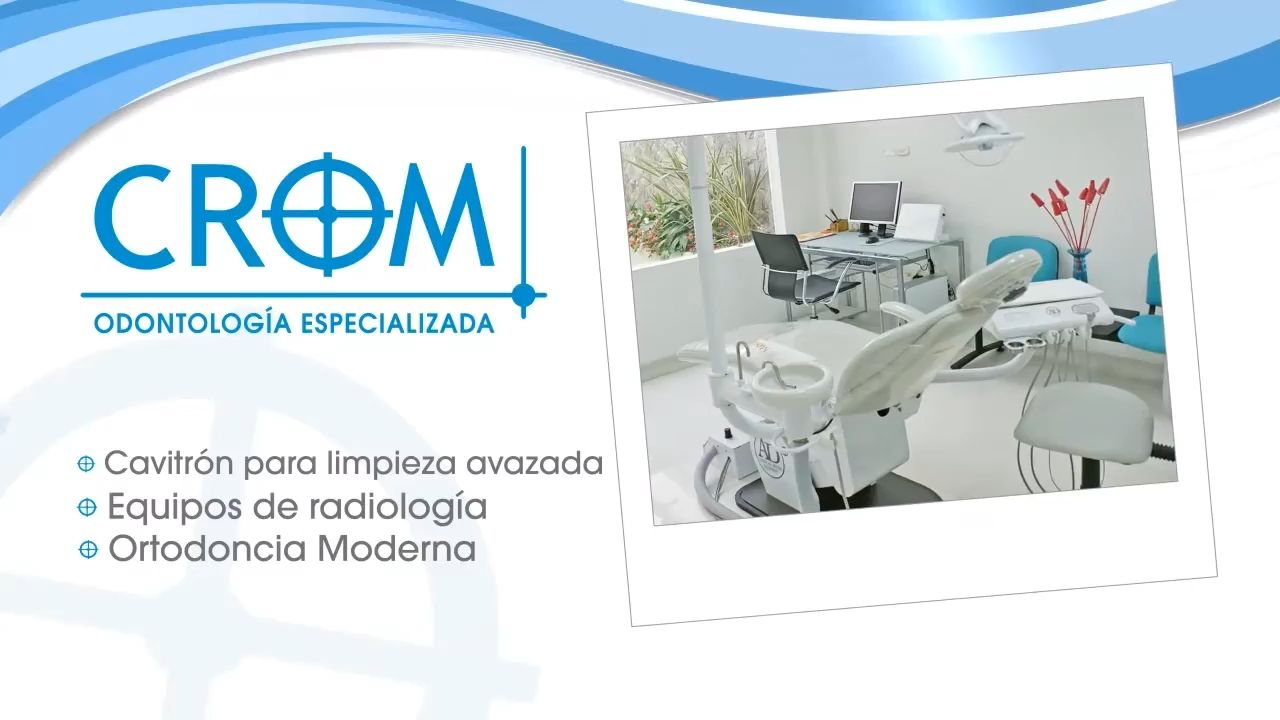 CROM
ODONTOLOGÍA ESPECIALIZADA
Cavitrón para limpieza avazada
Equipos de radiología
Ortodoncia Moderna